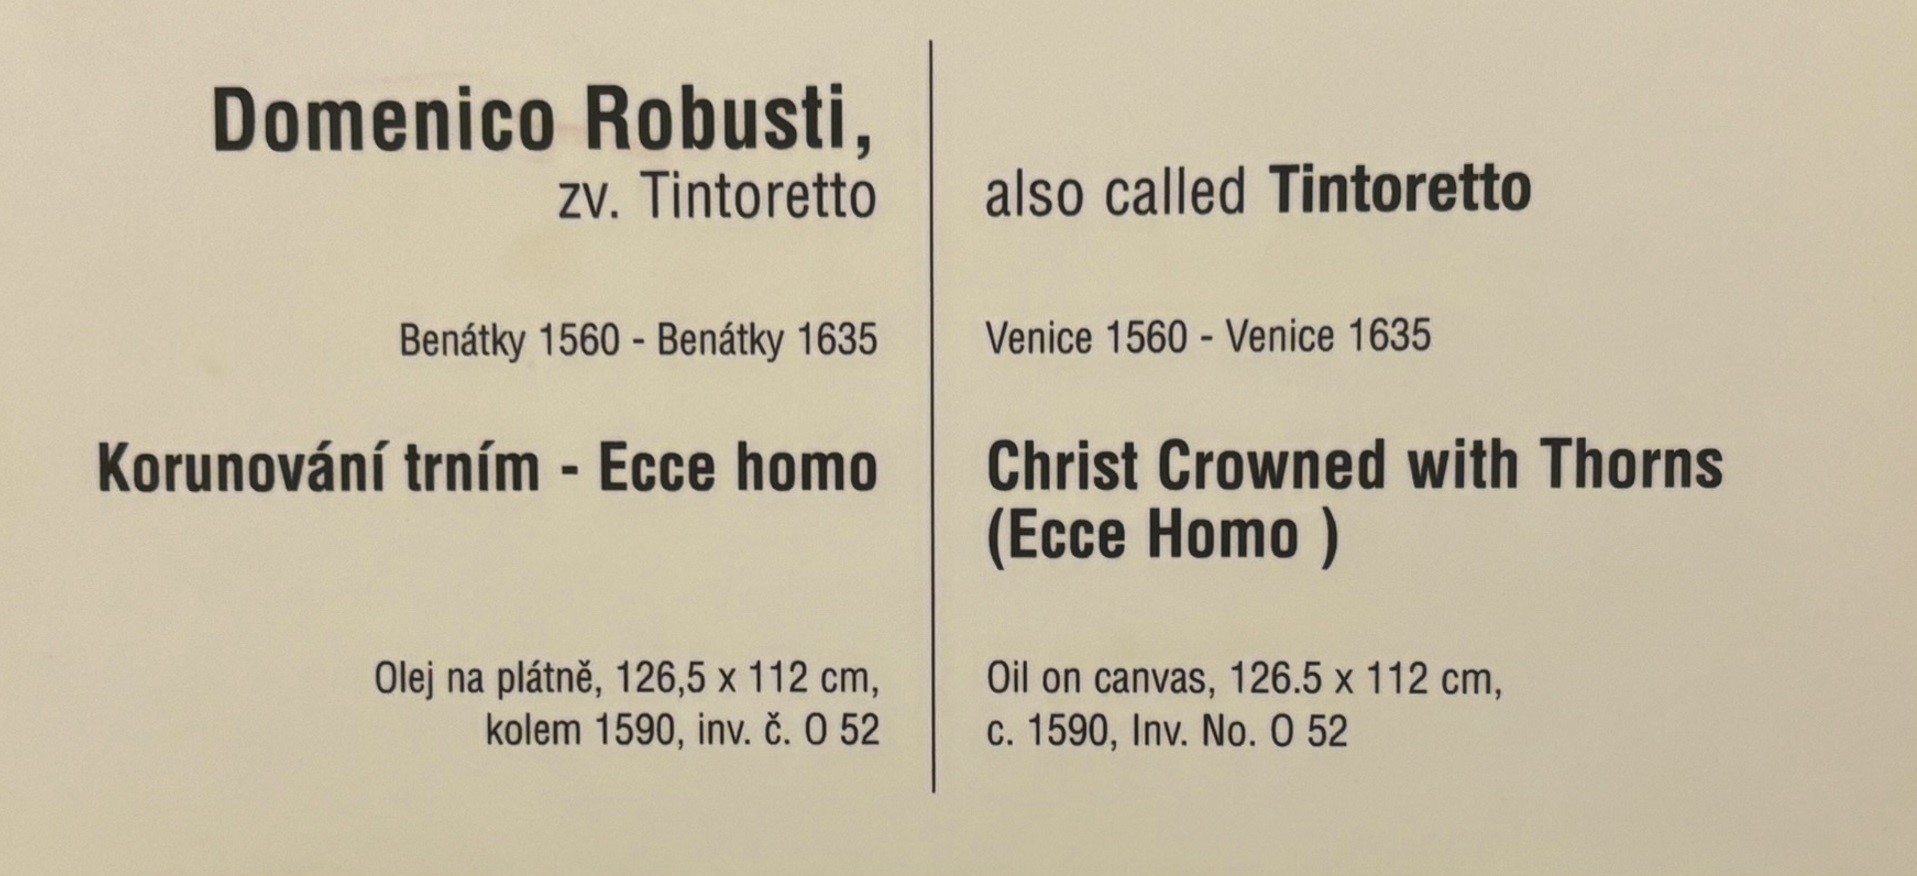 Domenico Robusti,
zv. Tintoretto
Benátky 1560 - Benátky 1635
Korunování trním - Ecce homo
Olej na plátně, 126,5 x 112 cm,
kolem 1590, inv. č. O 52
also called Tintoretto
Venice 1560 - Venice 1635
Christ Crowned with Thorns
(Ecce Homo )
Oil on canvas, 126.5 x 112 cm,
c. 1590, Inv. No. O 52